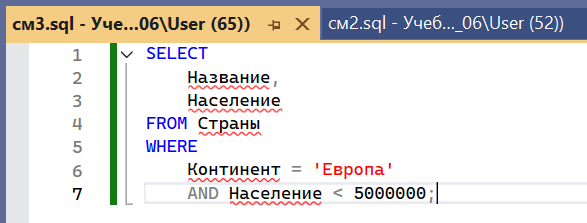 см3.sql - Уче...06\User (65))
см2.sql - Учеб..._06\User (52))
1 SELECT
2 Название,
3 Население
4 FROM Страны
5 WHERE
6 Континент = 'Европа'
7 AND Население < 5000000;